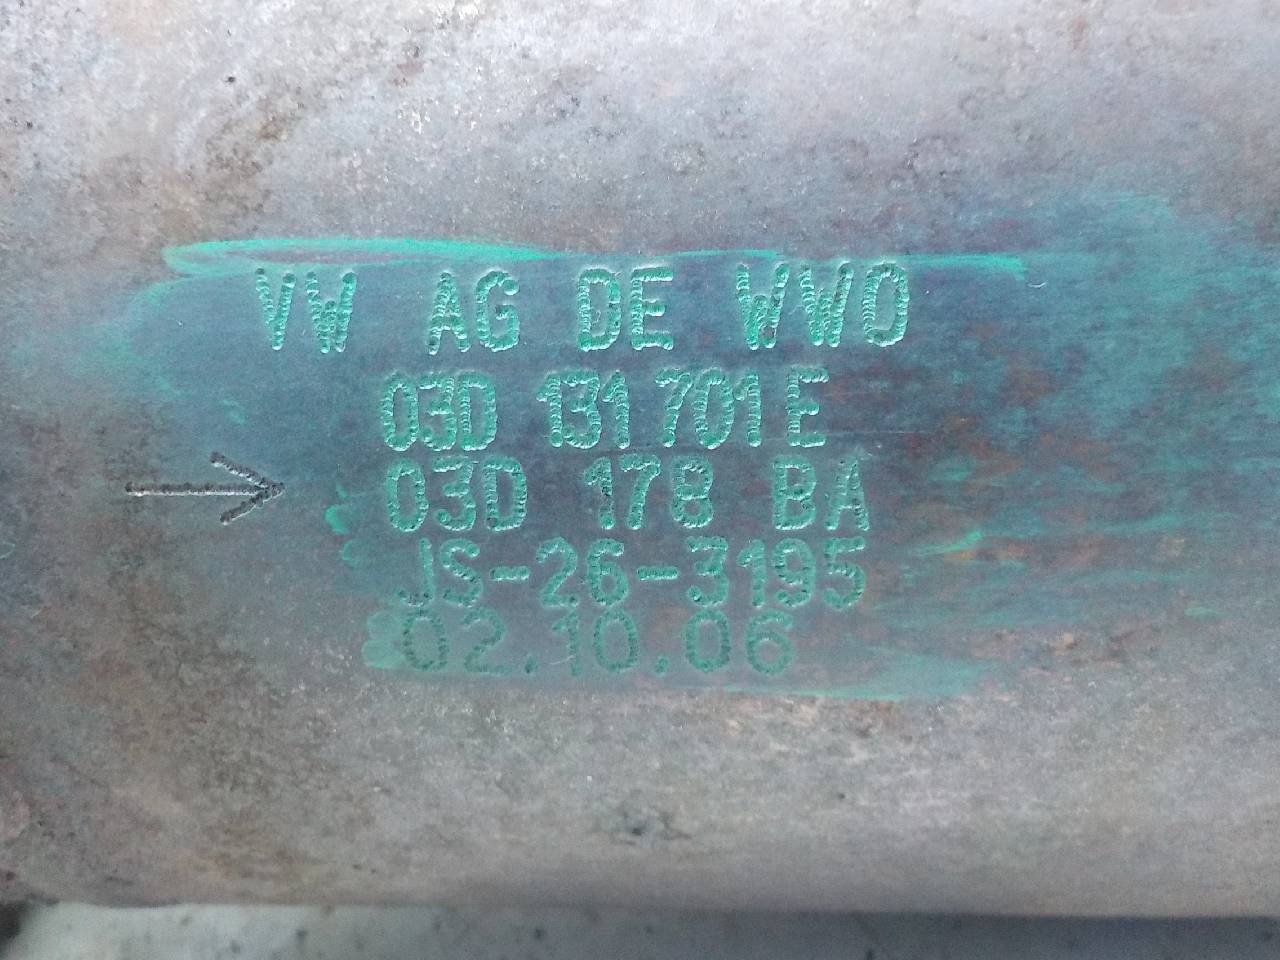 VW AG DE WWO
03D 131 701 E
03D 178 BA
JS-26-3195
02.10.06